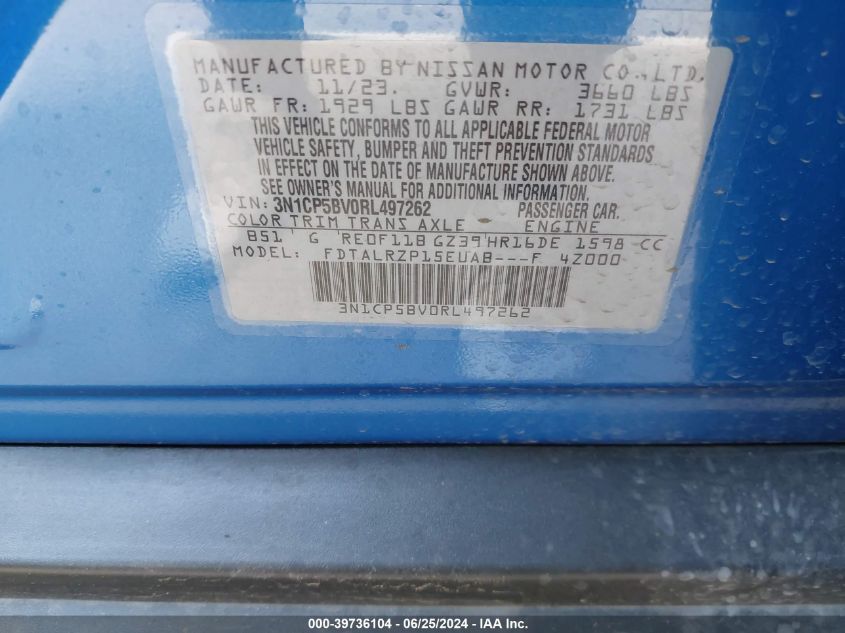 MANUFACTURED BY NISSAN MOTOR CO., LTD.
DATE: 11/23. GVWR: 3660 LBS
GAWR FR: 1929 LBS GAWR RR: 1731 LBS
THIS VEHICLE CONFORMS TO ALL APPLICABLE FEDERAL MOTOR
VEHICLE SAFETY, BUMPER AND THEFT PREVENTION STANDARDS
IN EFFECT ON THE DATE OF MANUFACTURE SHOWN ABOVE.
SEE OWNER'S MANUAL FOR ADDITIONAL INFORMATION.
VIN: 3N1CP5BV0RL497262 PASSENGER CAR.
COLOR TRIM TRANS AXLE ENGINE
B51 G RE0F11B GZ39 HR16DE 1598 CC
MODEL: FDTALRZP15EUAB---F 4Z000
3N1CP5BV0RL497262
000-39736104 / 06/25/2024 / IAA - US - COM